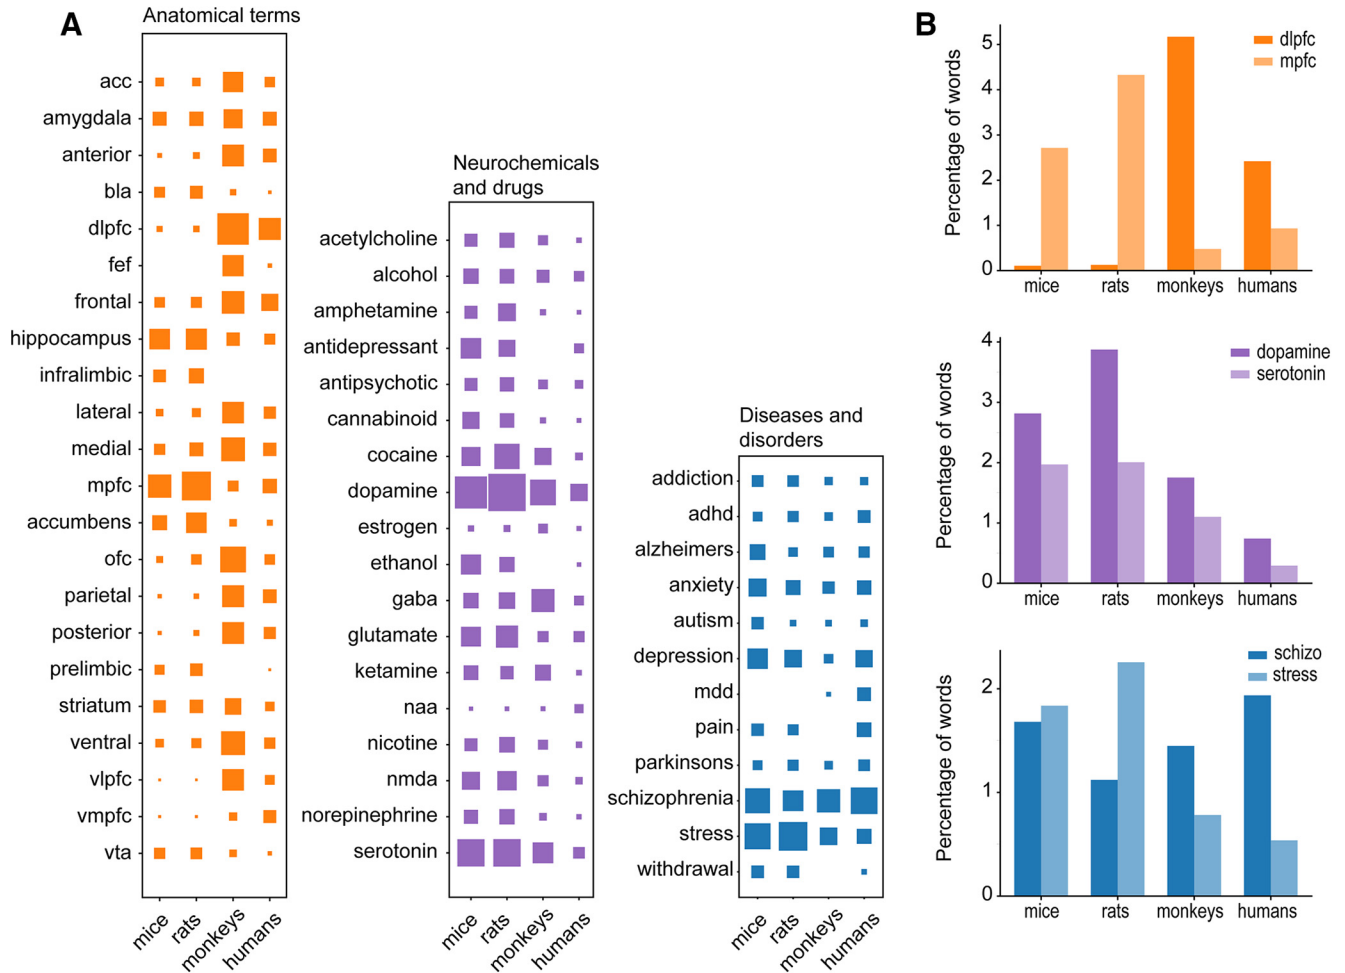 A
Anatomical terms
acc
amygdala
anterior
bla
dlpfc
fef
frontal
hippocampus
infralimbic
lateral
medial
mpfc
accumbens
ofc
parietal
posterior
prelimbic
striatum
ventral
vlpfc
vmpfc
vta
mice
rats
monkeys
humans
Neurochemicals
and drugs
acetylcholine
alcohol
amphetamine
antidepressant
antipsychotic
cannabinoid
cocaine
dopamine
estrogen
ethanol
gaba
glutamate
ketamine
naa
nicotine
nmda
norepinephrine
serotonin
mice
rats
monkeys
humans
Diseases and
disorders
addiction
adhd
alzheimers
anxiety
autism
depression
mdd
pain
parkinsons
schizophrenia
stress
withdrawal
mice
rats
monkeys
humans
B
Percentage of words
5
4
3
2
1
0
dlpfc
mpfc
mice rats monkeys humans
Percentage of words
4
3
2
1
0
dopamine
serotonin
mice rats monkeys humans
Percentage of words
2
1
0
schizo
stress
mice rats monkeys humans